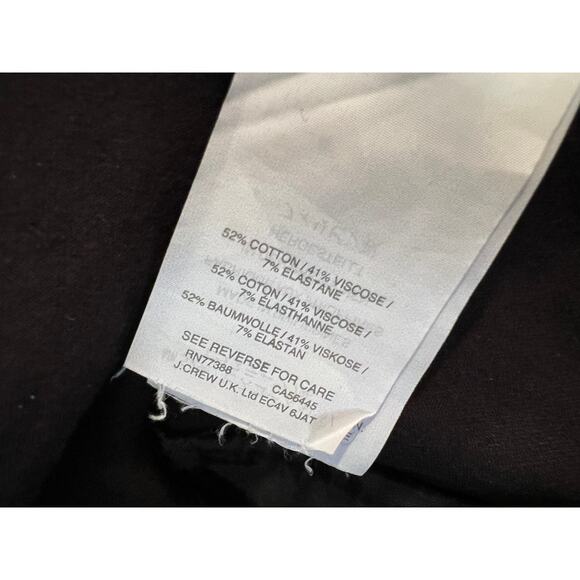 52% COTTON / 41% VISCOSE /
7% ELASTANE
52% COTON / 41% VISCOSE /
7% ELASTHANNE
52% BAUMWOLLE / 41% VISKOSE /
7% ELASTAN
SEE REVERSE FOR CARE
RN77388 CA56445
J.CREW U.K. Ltd EC4V 6JAT